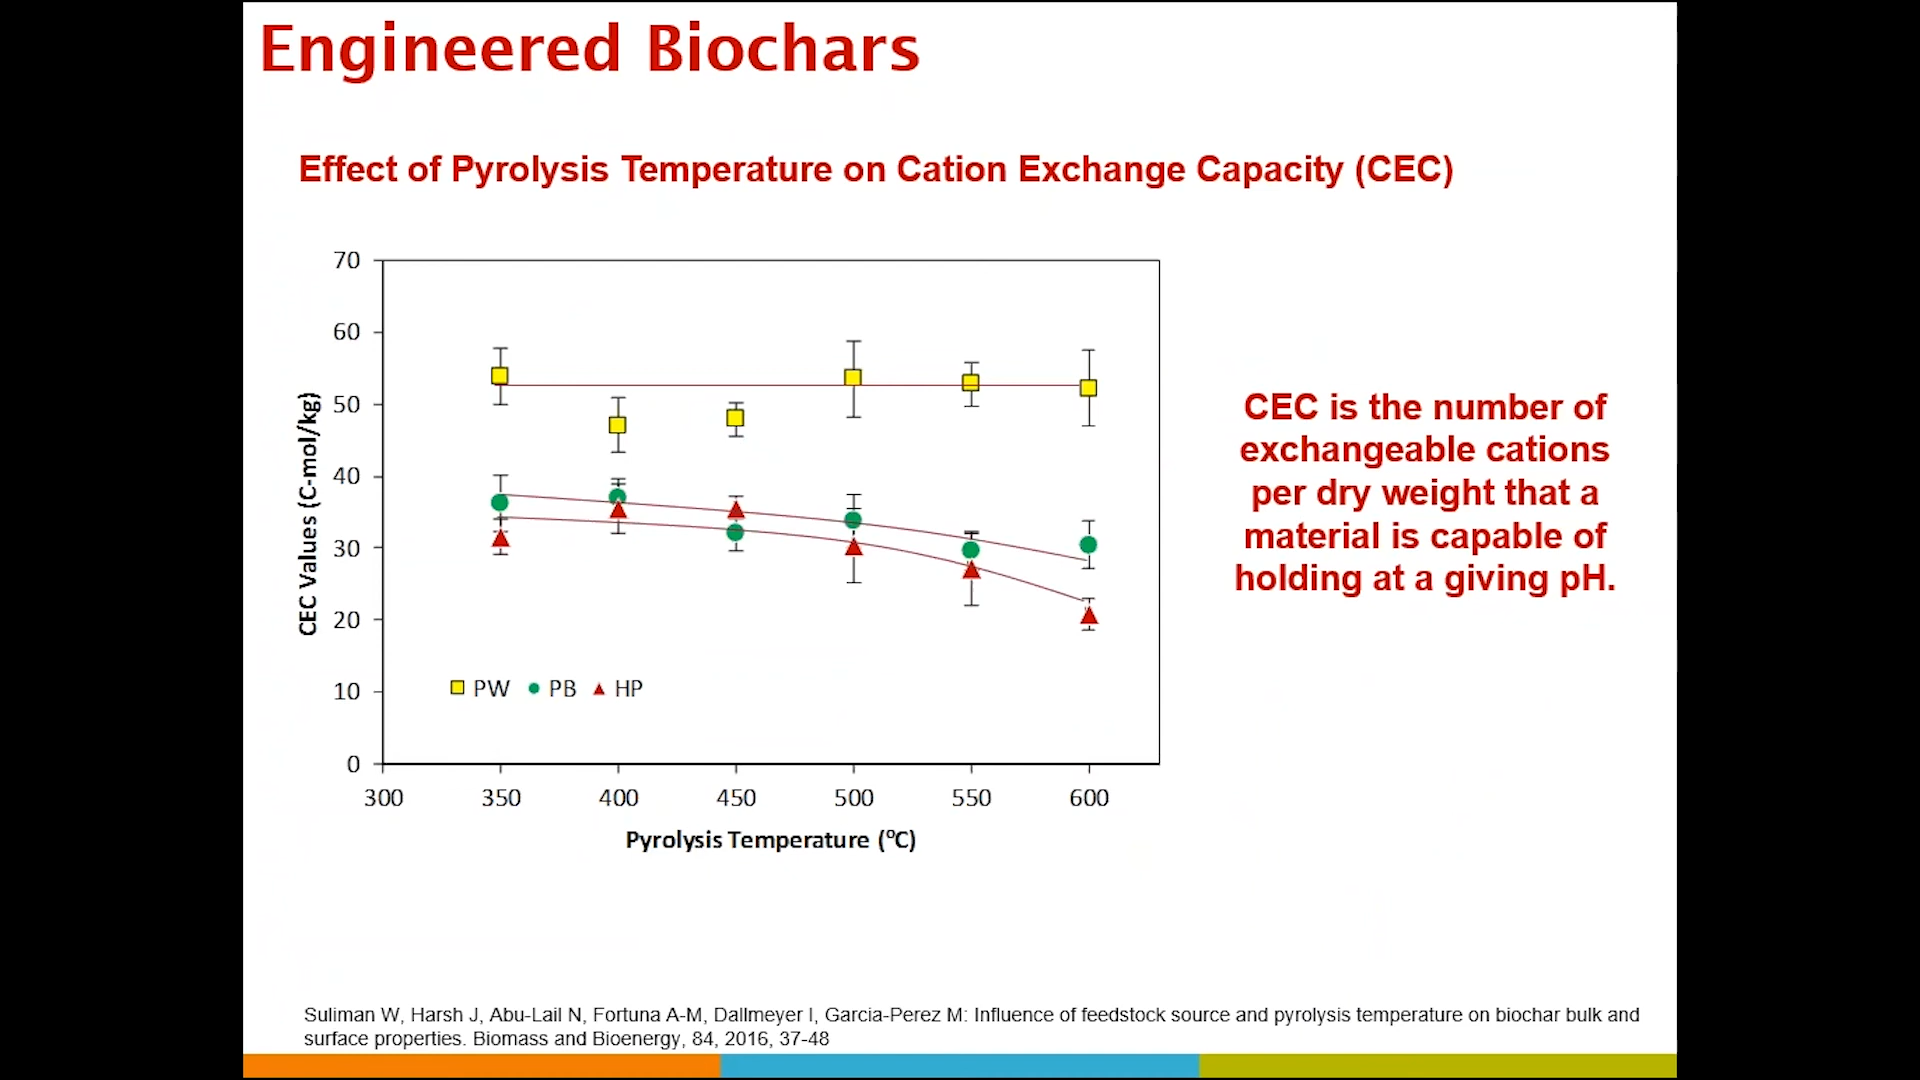 Engineered Biochars
Effect of Pyrolysis Temperature on Cation Exchange Capacity (CEC)
70
60
50
40
30
20
10
0
CEC Values (C-mol/kg)
PW PB HP
300 350 400 450 500 550 600
Pyrolysis Temperature (ºC)
CEC is the number of
exchangeable cations
per dry weight that a
material is capable of
holding at a giving pH.
Suliman W, Harsh J, Abu-Lail N, Fortuna A-M, Dallmeyer I, Garcia-Perez M: Influence of feedstock source and pyrolysis temperature on biochar bulk and
surface properties. Biomass and Bioenergy, 84, 2016, 37-48